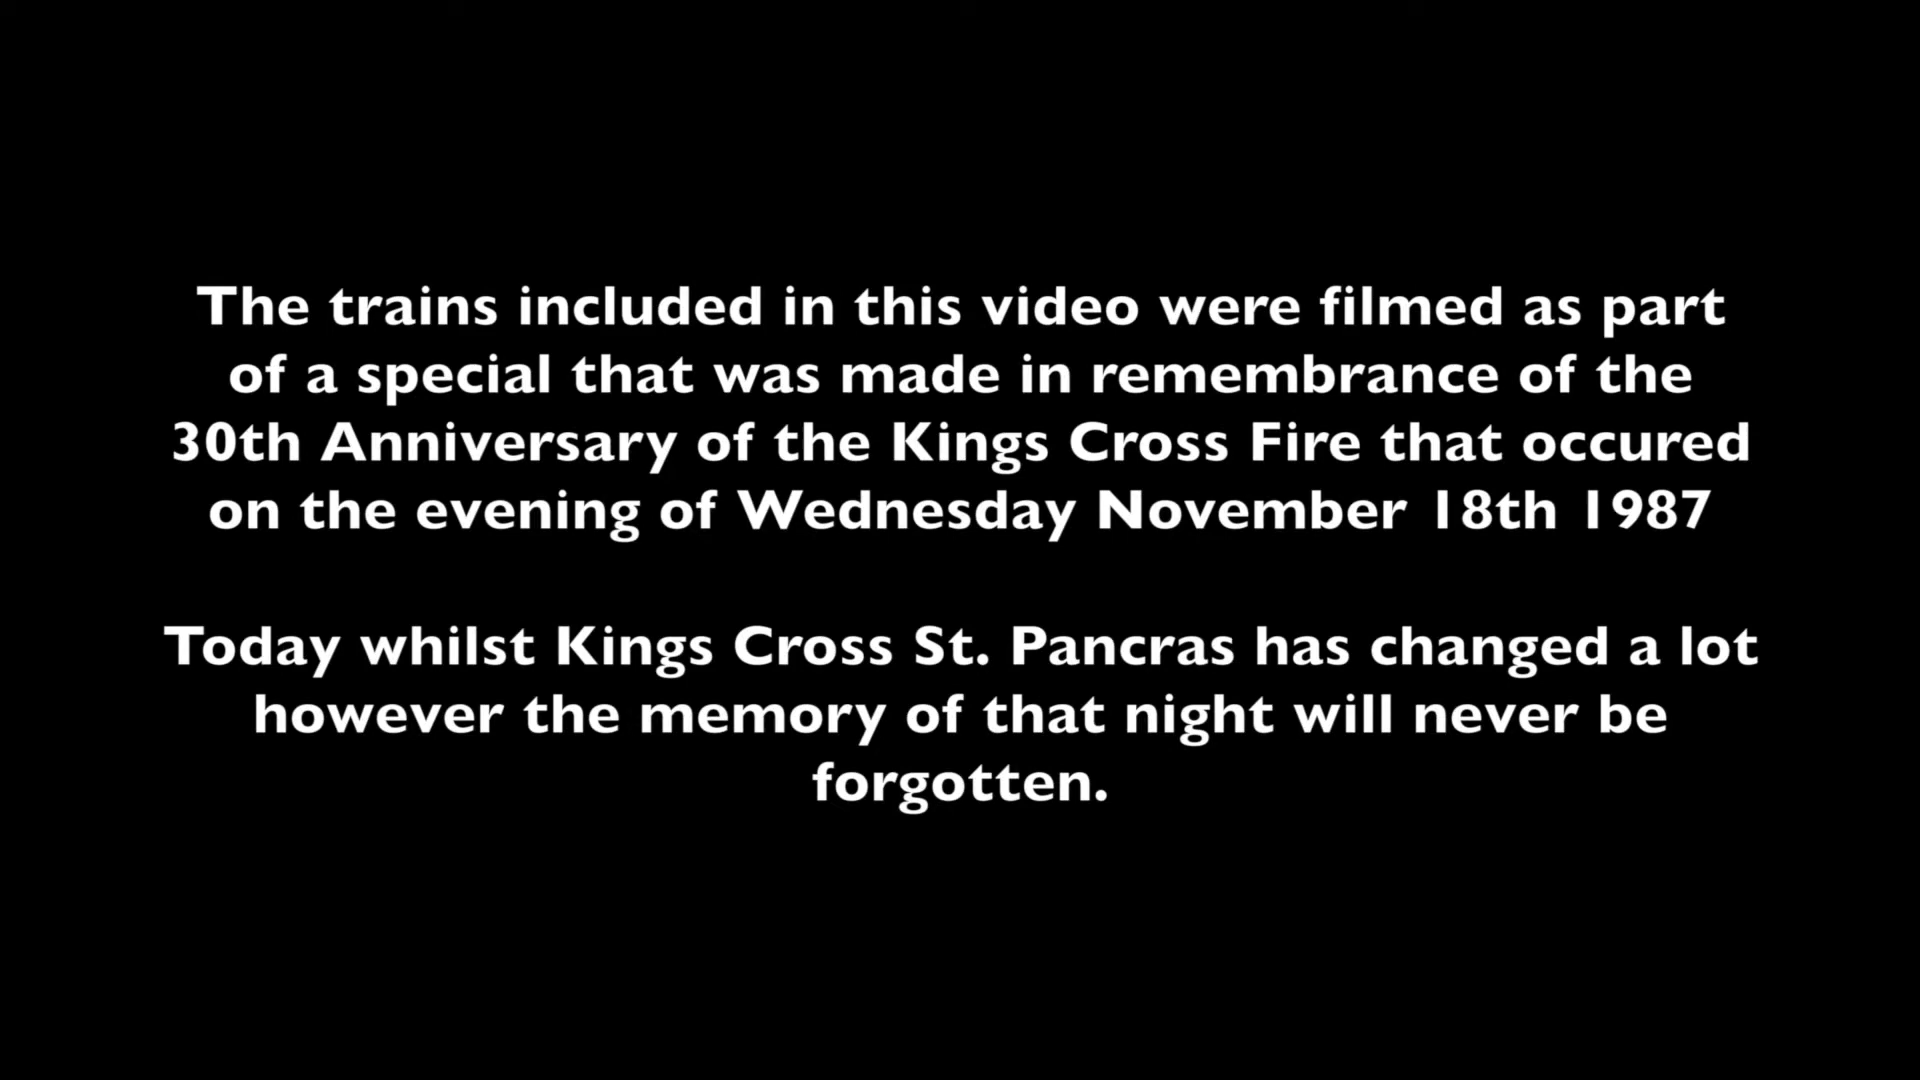 The trains included in this video were filmed as part
of a special that was made in remembrance of the
30th Anniversary of the Kings Cross Fire that occured
on the evening of Wednesday November 18th 1987
Today whilst Kings Cross St. Pancras has changed a lot
however the memory of that night will never be
forgotten.